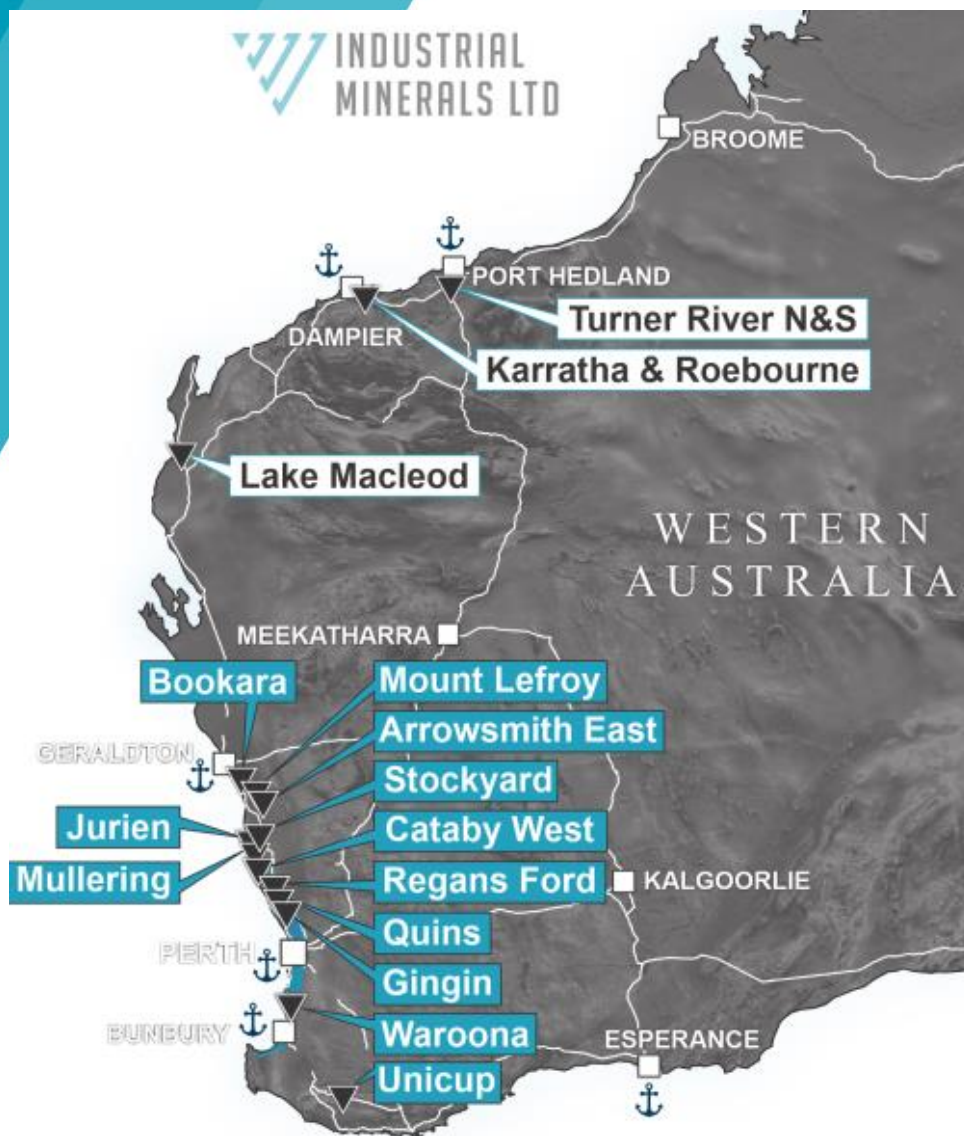 INDUSTRIAL
MINERALS LTD
BROOME
PORT HEDLAND
Turner River N&S
DAMPIER
Karratha & Roebourne
Lake Macleod
WESTERN
AUSTRALIA
MEEKATHARRA
Bookara
Mount Lefroy
Arrowsmith East
GERALDTON
Stockyard
Jurien
Cataby West
Mullering
Regans Ford
KALGOORLIE
Quins
PERTH
Gingin
Waroona
BUNBURY
ESPERANCE
Unicup